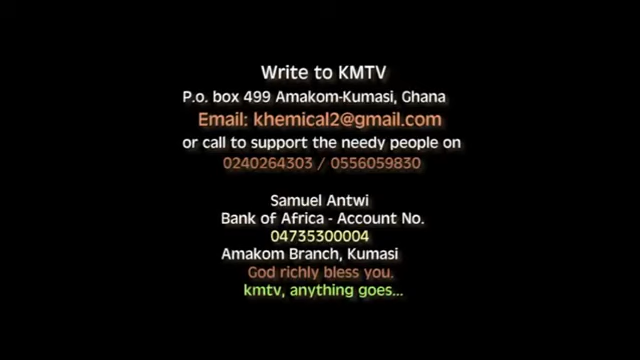 Write to KMTV
P.o. box 499 Amakom-Kumasi, Ghana
Email: khemical2@gmail.com
or call to support the needy people on
0240264303 / 0556059830
Samuel Antwi
Bank of Africa - Account No.
04735300004
Amakom Branch, Kumasi
God richly bless you.
kmtv, anything goes...